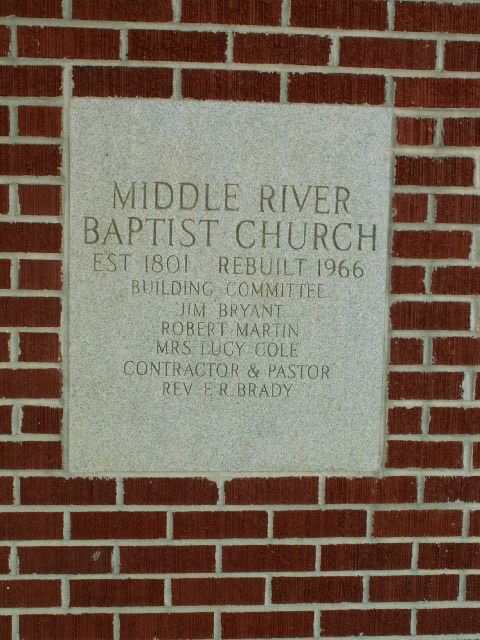 MIDDLE RIVER
BAPTIST CHURCH
EST 1801 REBUILT 1966
BUILDING COMMITTEE
JIM BRYANT
ROBERT MARTIN
MRS LUCY COLE
CONTRACTOR & PASTOR
REV. F. R. BRADY